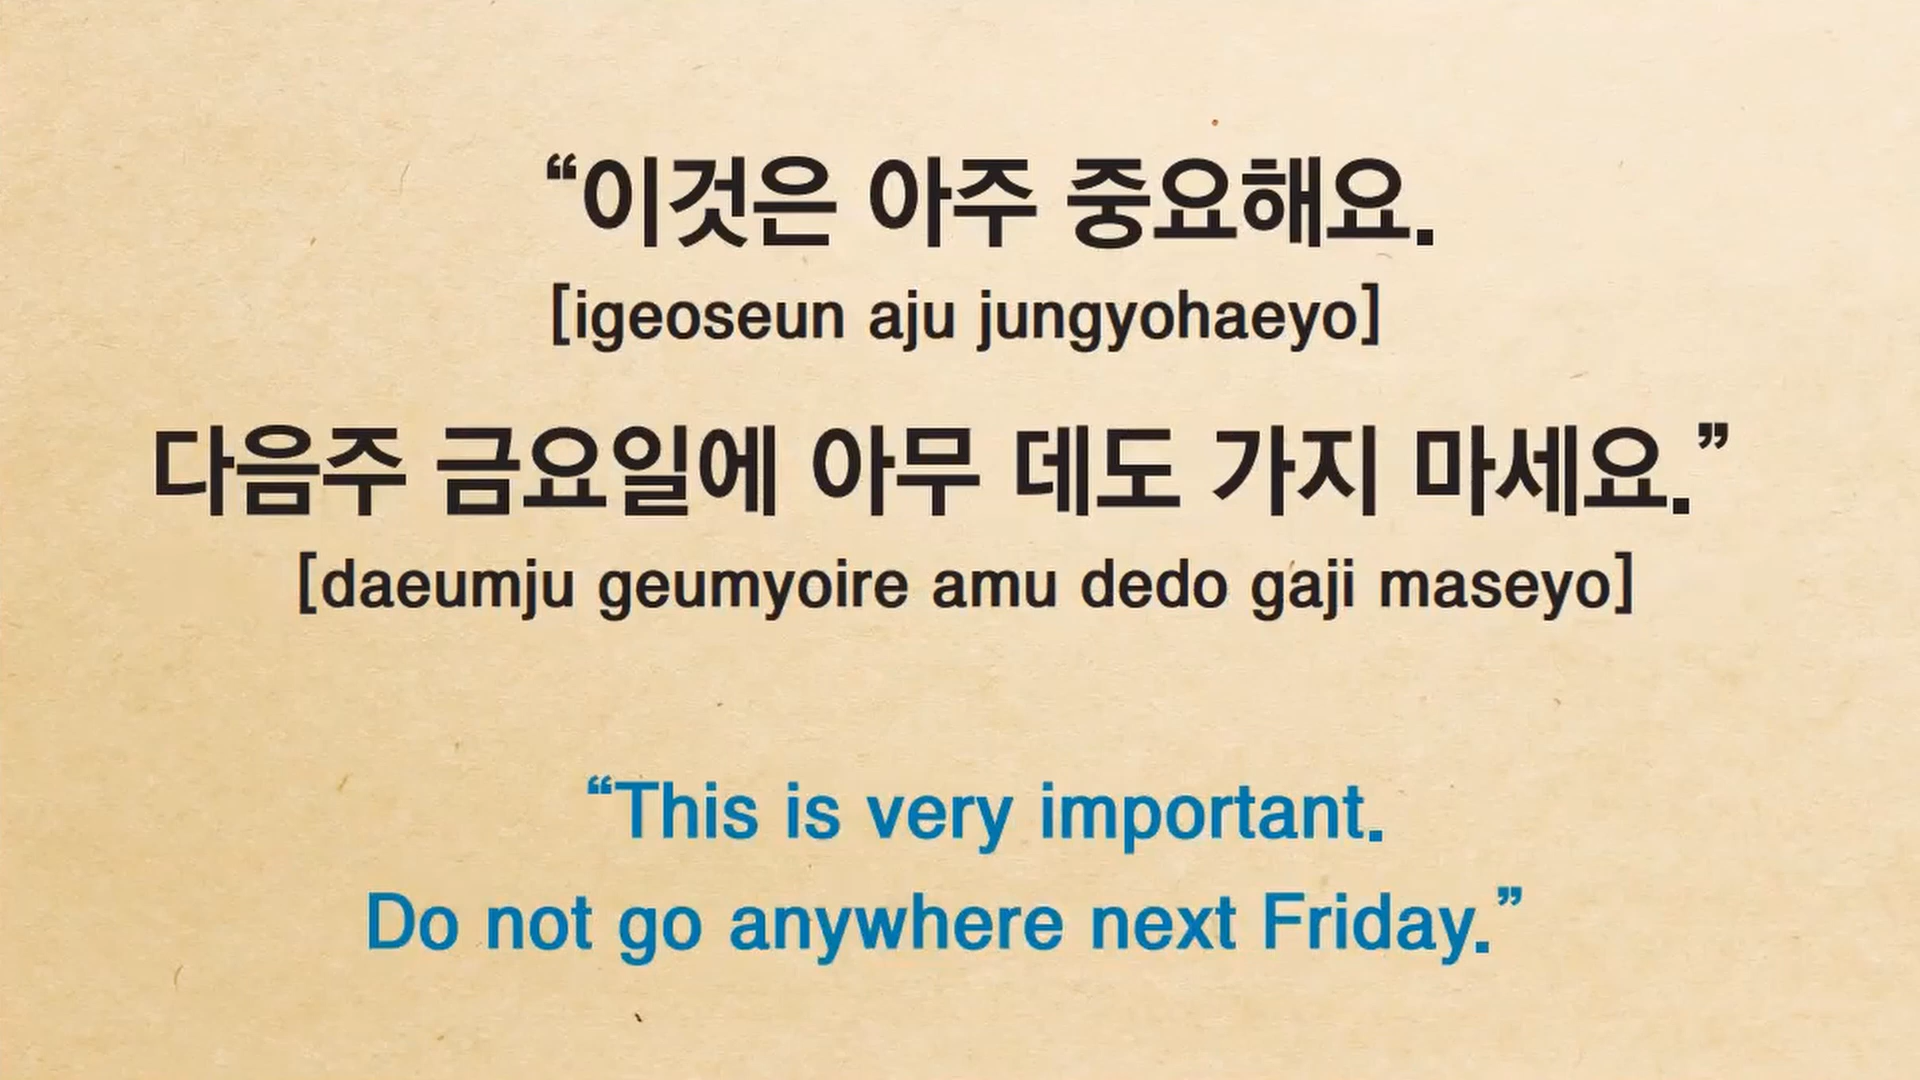 “이것은 아주 중요해요.
[igeoseun aju jungyohaeyo]
다음주 금요일에 아무 데도 가지 마세요.”
[daeumju geumyoire amu dedo gaji maseyo]
“This is very important.
Do not go anywhere next Friday.”